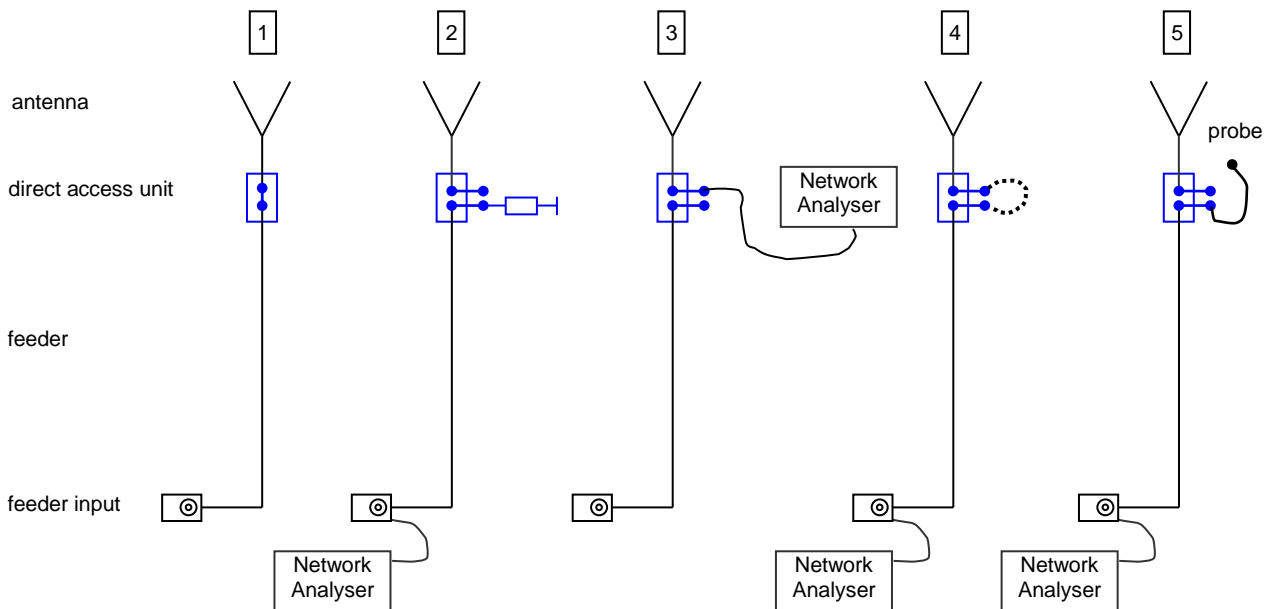 1 2 3 4 5
antenna
probe
direct access unit
Network
Analyser
feeder
feeder input
Network
Analyser
Network
Analyser
Network
Analyser